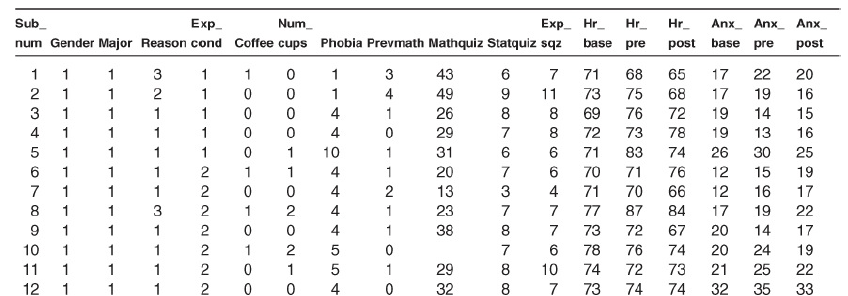 Sub_ Exp_ Num_ Exp_ Hr_ Hr_ Hr_ Anx_ Anx_ Anx_
num Gender Major Reason cond Coffee cups Phobia Prevmath Mathquiz Statquiz sqz base pre post base pre post
1 1 1 3 1 1 0 1 3 43 6 7 71 68 65 17 22 20
2 1 1 2 1 0 0 1 4 49 9 11 73 75 68 17 19 16
3 1 1 1 1 0 0 4 1 26 8 8 69 76 72 19 14 15
4 1 1 1 1 0 0 4 0 29 7 8 72 73 78 19 13 16
5 1 1 1 1 0 1 10 1 31 6 6 71 83 74 26 30 25
6 1 1 1 2 1 1 4 1 20 7 6 70 71 76 12 15 19
7 1 1 1 2 0 0 4 2 13 3 4 71 70 66 12 16 17
8 1 1 3 2 1 2 4 1 23 7 7 77 87 84 17 19 22
9 1 1 1 2 0 0 4 1 38 8 7 73 72 67 20 14 17
10 1 1 1 2 1 2 5 0 7 6 78 76 74 20 24 19
11 1 1 1 2 0 1 5 1 29 8 10 74 72 73 21 25 22
12 1 1 1 2 0 0 4 0 32 8 7 73 74 74 32 35 33